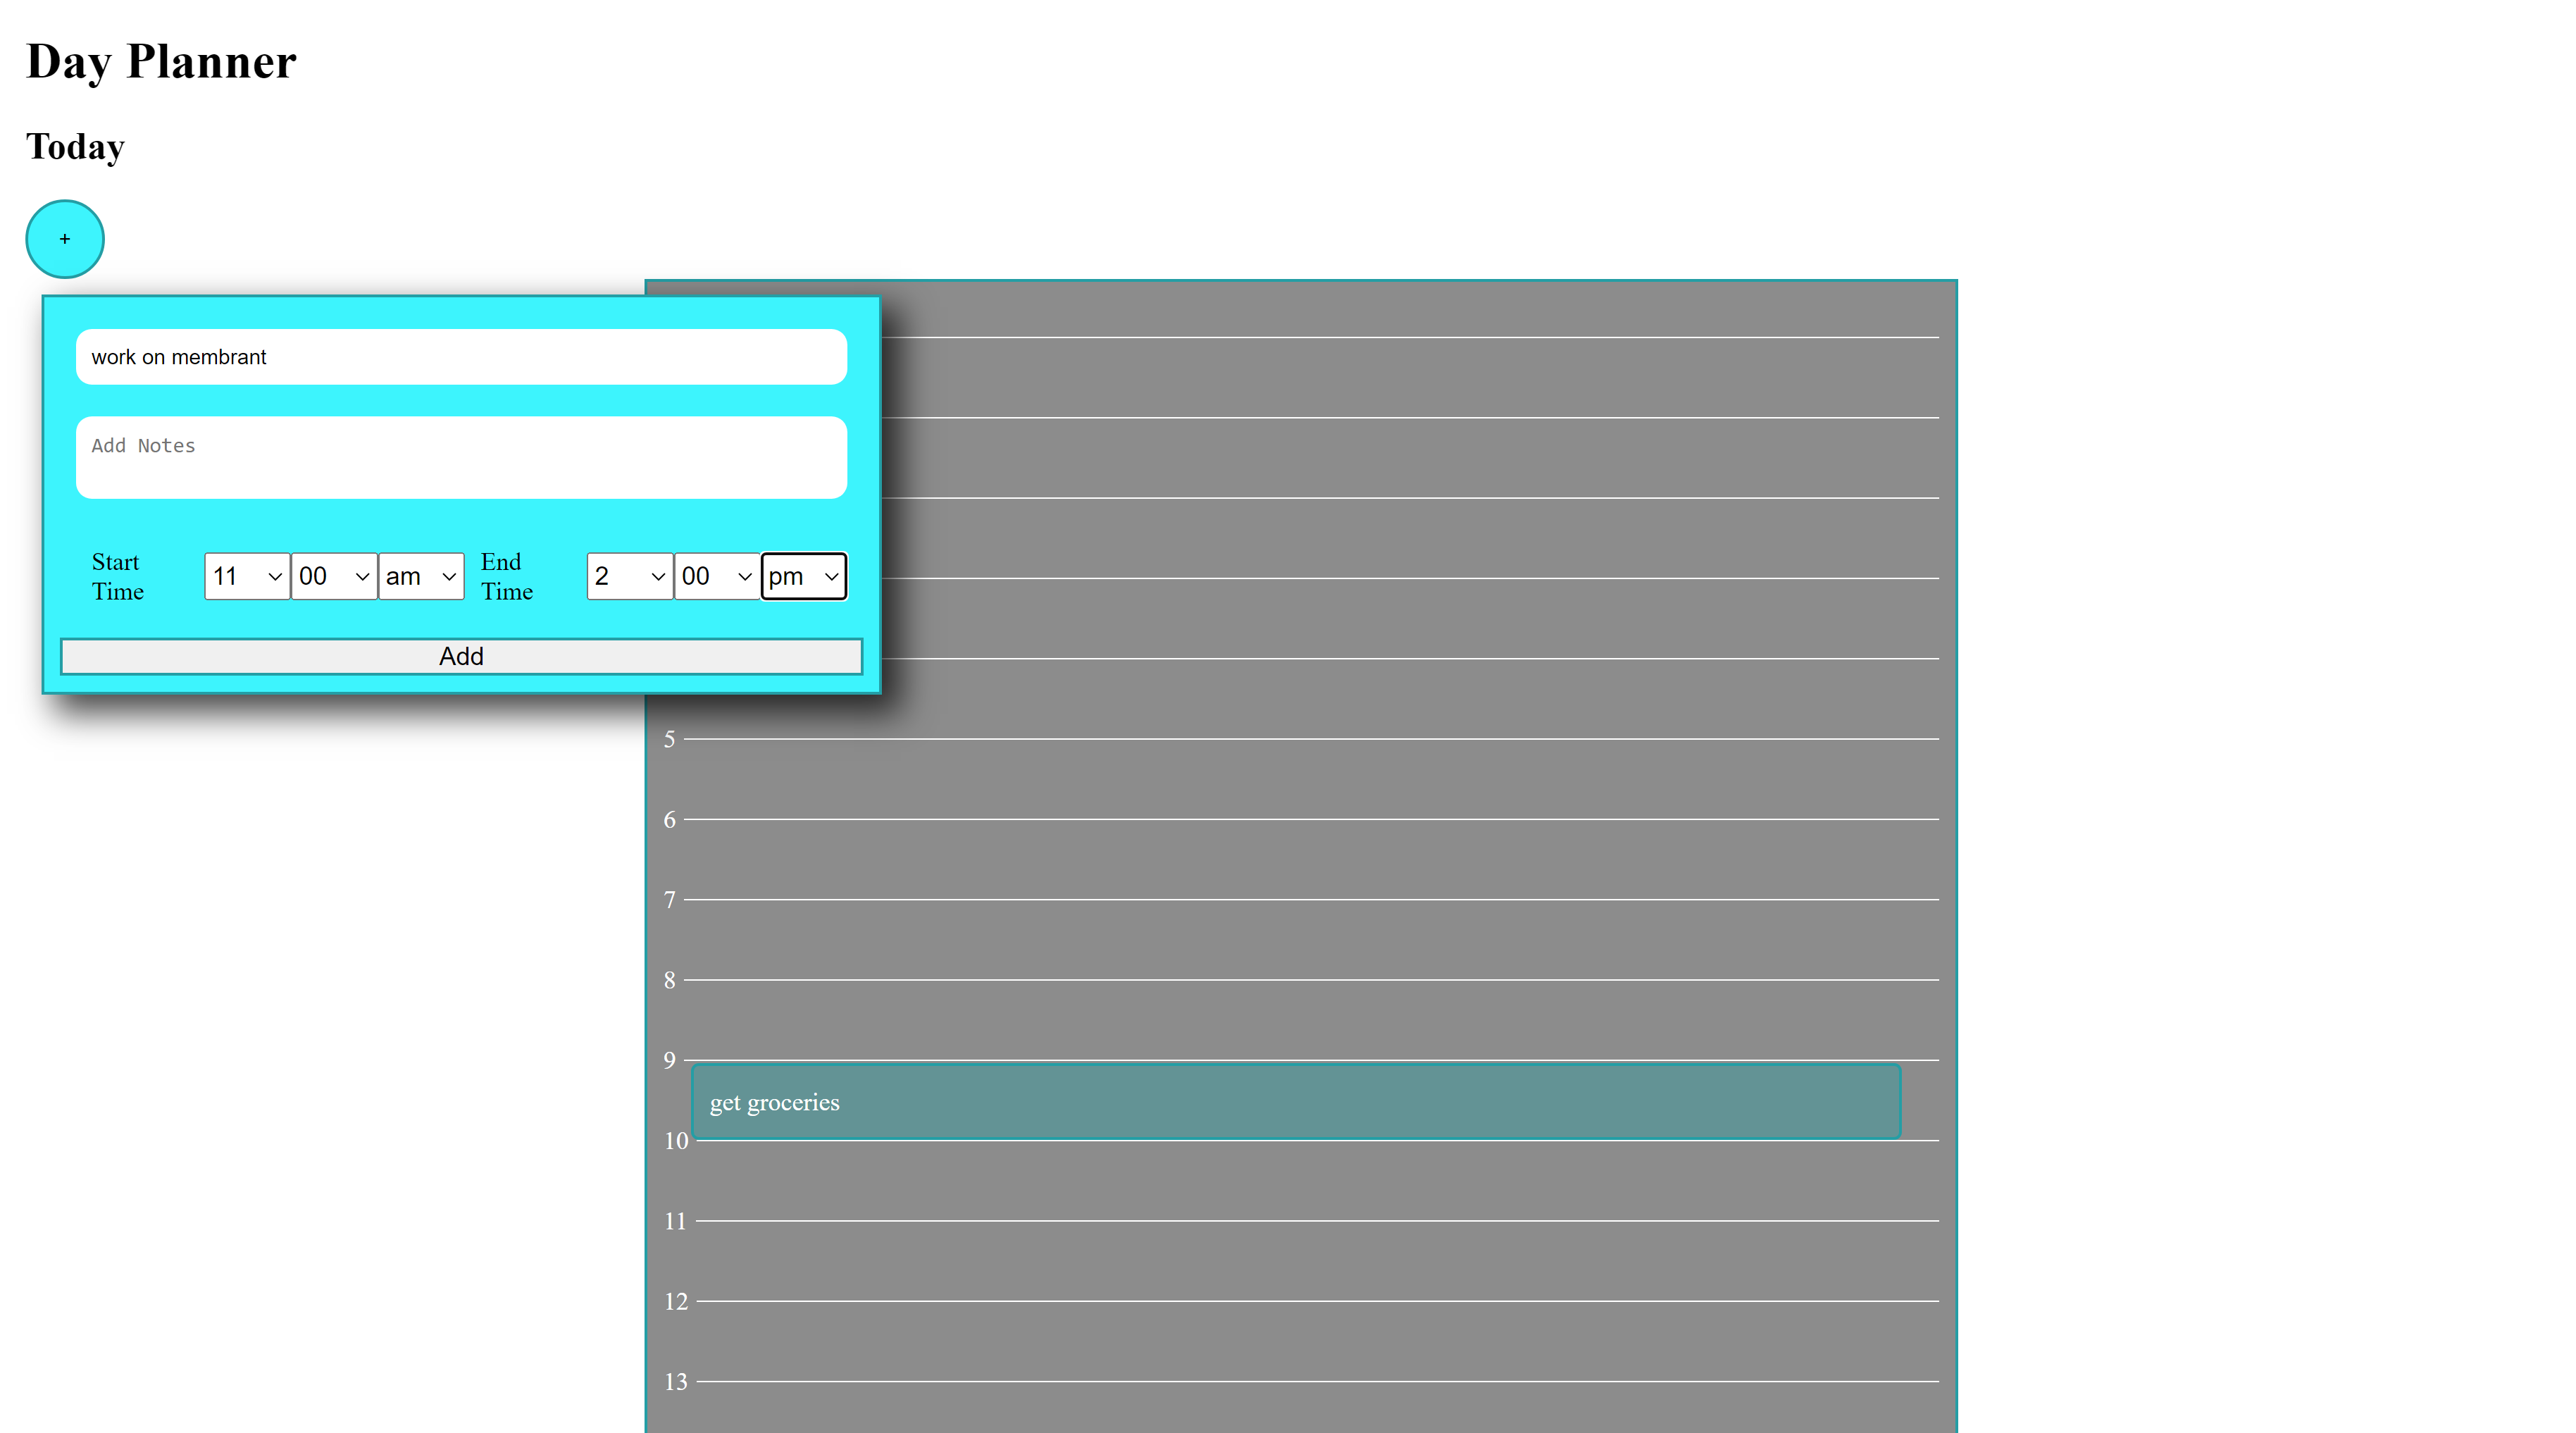 Day Planner
Today
+
work on membrant
Add Notes
Start Time 11 00 am End Time 2 00 pm
Add
5
6
7
8
9
get groceries
10
11
12
13